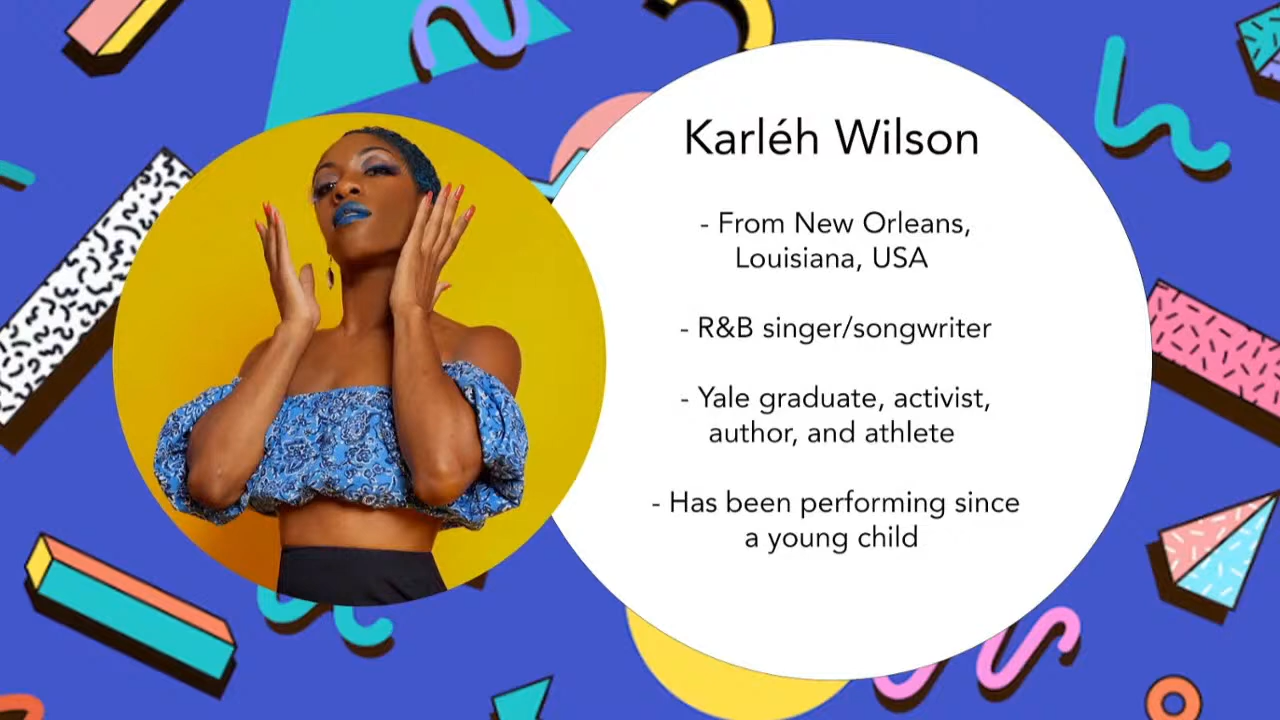 Karléh Wilson
- From New Orleans,
Louisiana, USA
- R&B singer/songwriter
- Yale graduate, activist,
author, and athlete
- Has been performing since
a young child